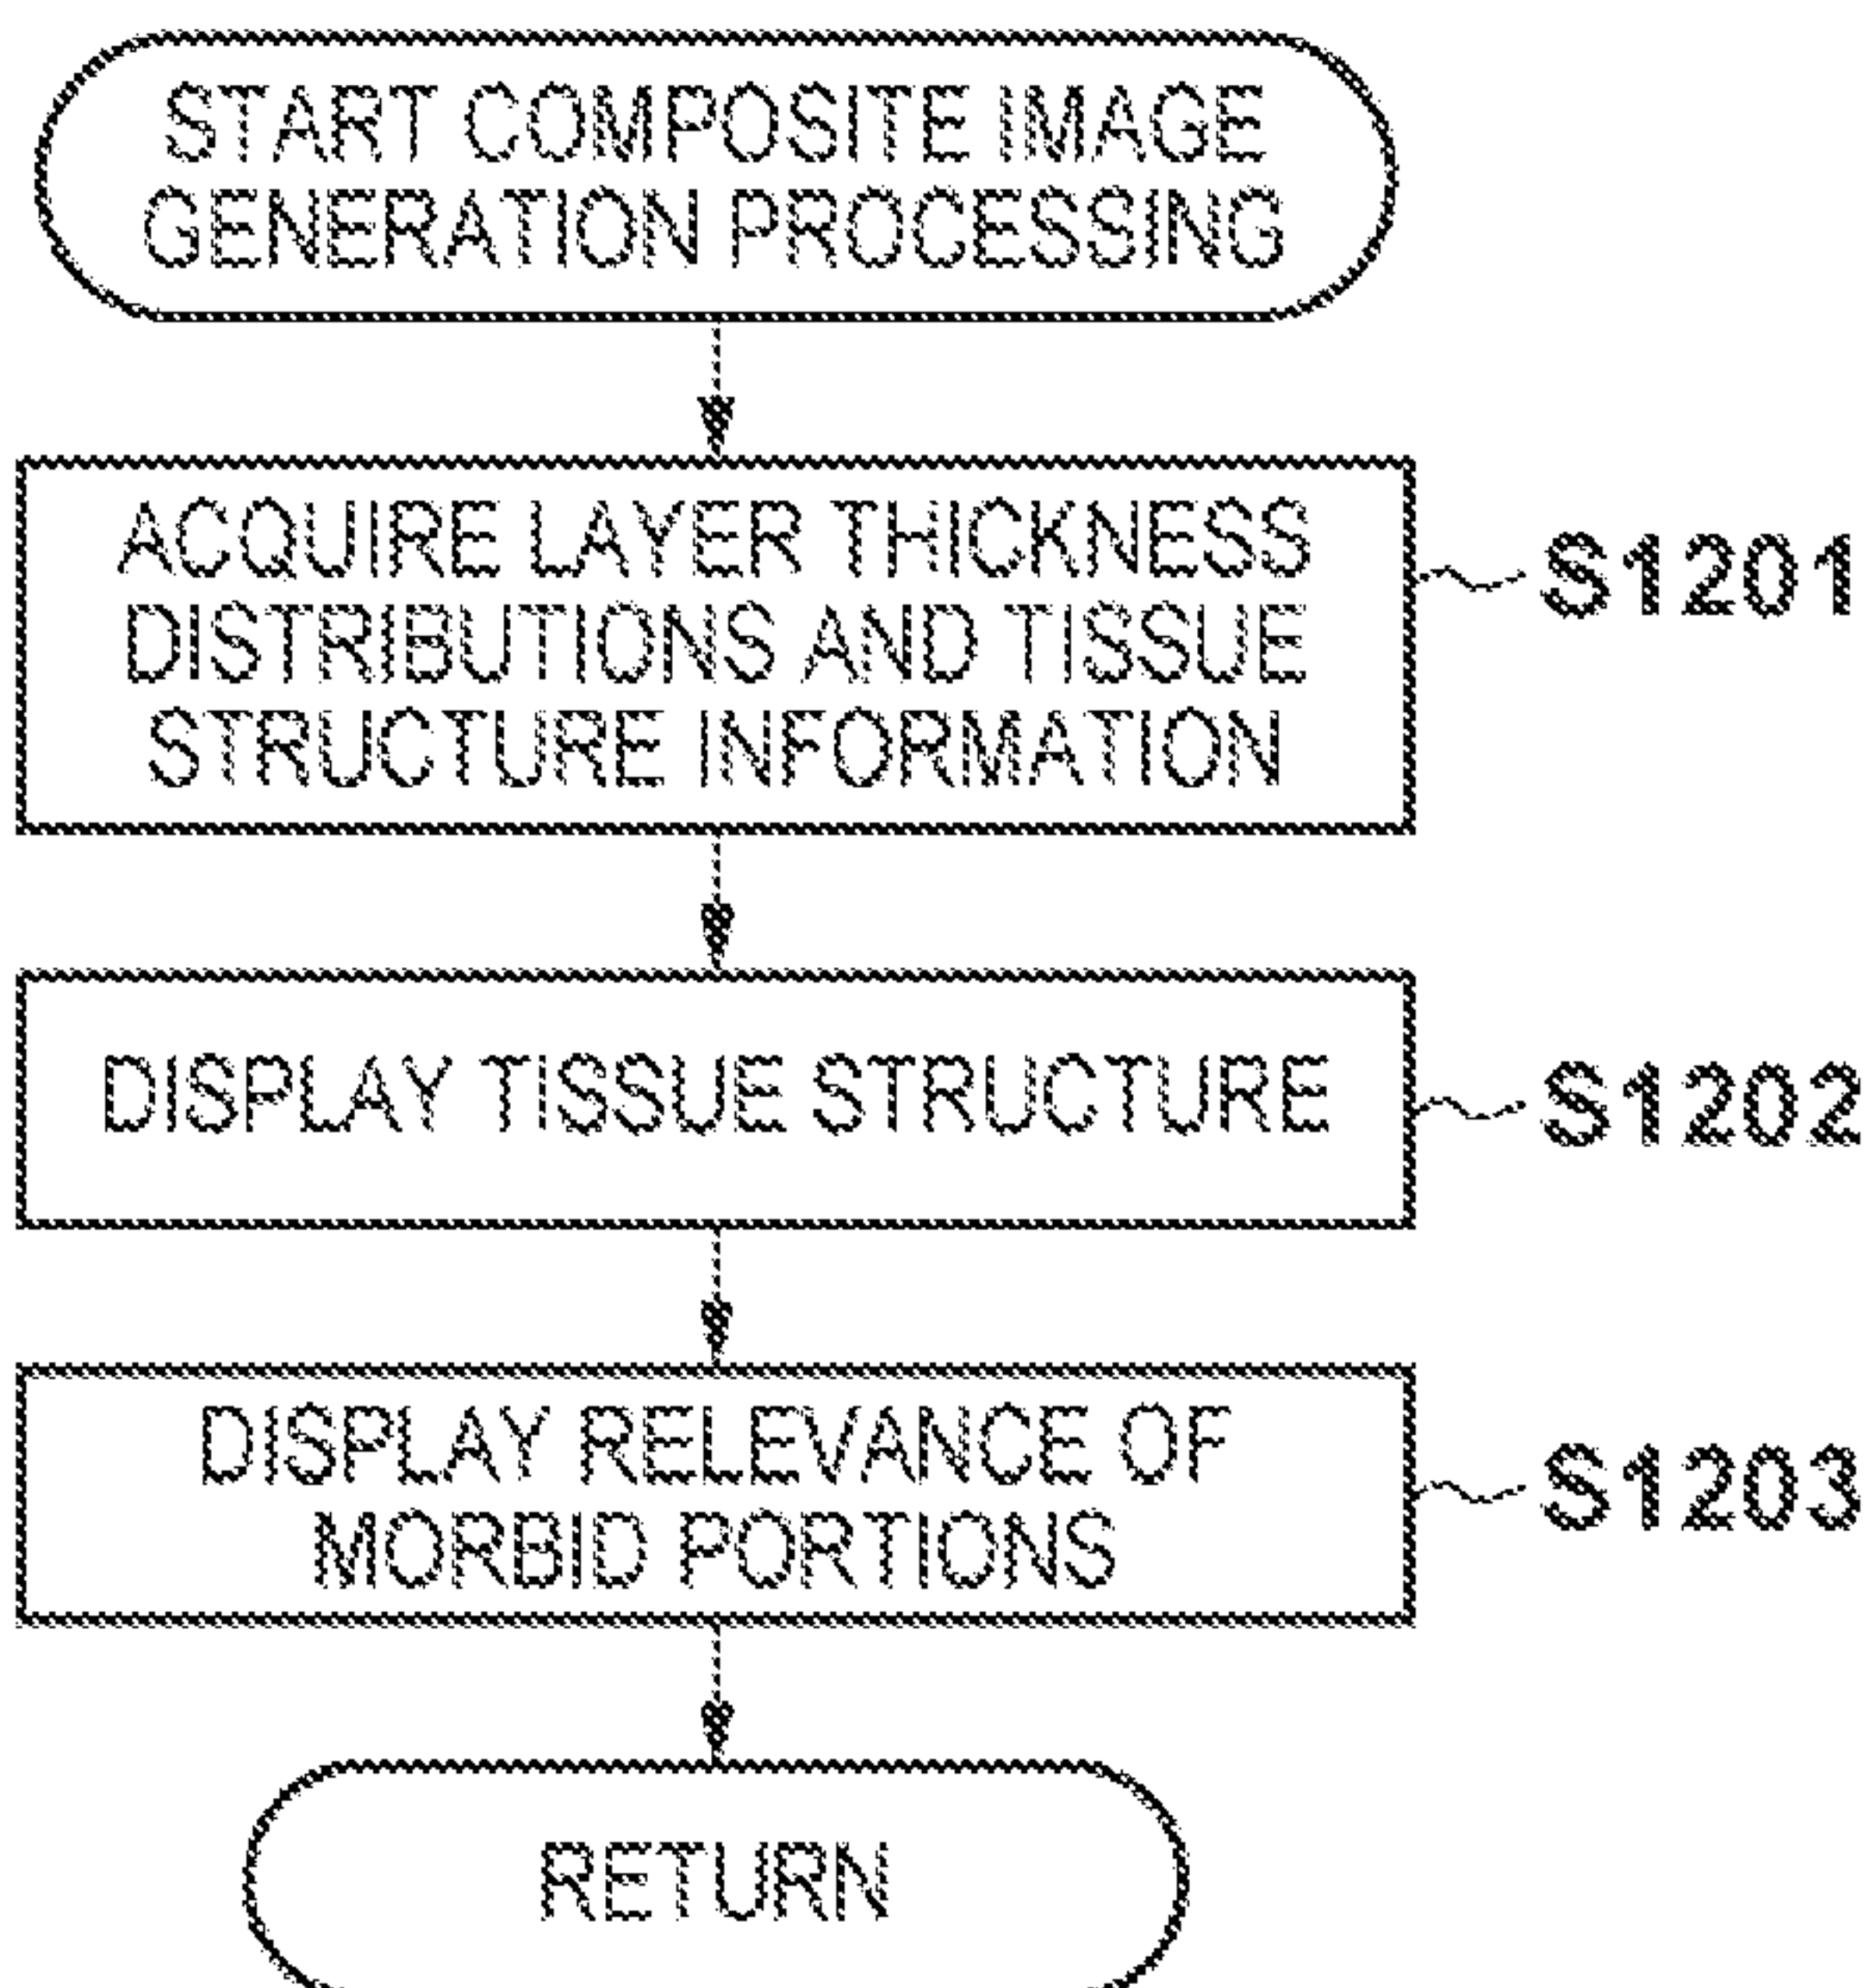 START COMPOSITE IMAGE
GENERATION PROCESSING
ACQUIRE LAYER THICKNESS
DISTRIBUTIONS AND TISSUE
STRUCTURE INFORMATION
S1201
DISPLAY TISSUE STRUCTURE
S1202
DISPLAY RELEVANCE OF
MORBID PORTIONS
S1203
RETURN